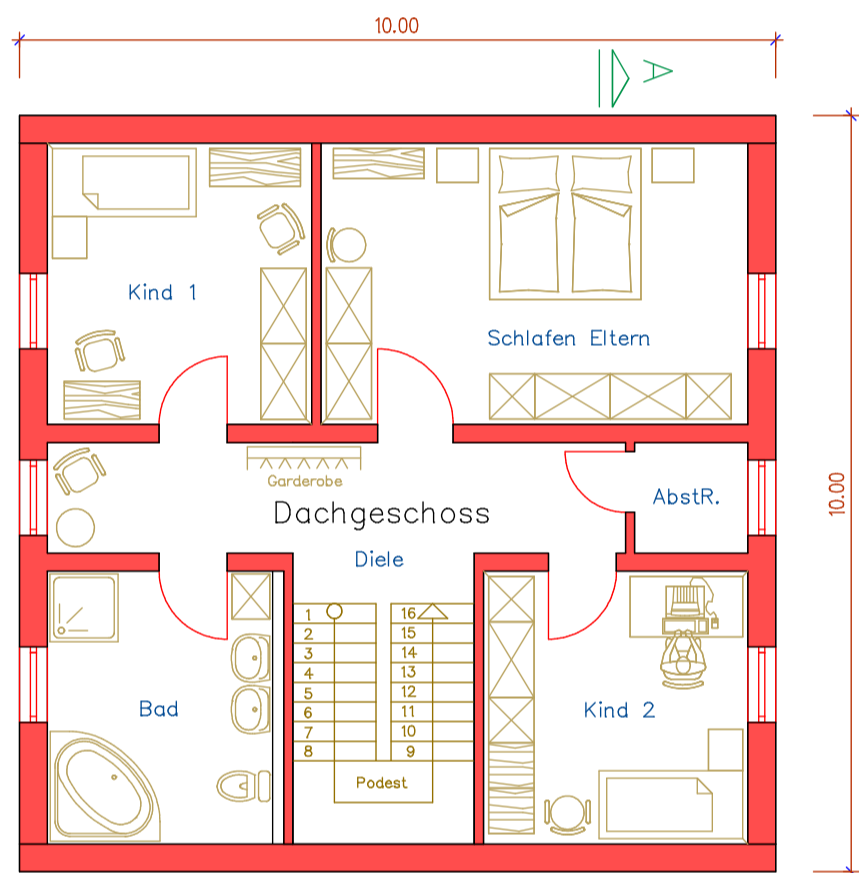 10.00
A
Kind 1
Schlafen Eltern
Garderobe
AbstR.
10.00
Dachgeschoss
Diele
1 16
2 15
3 14
4 13
5 12
6 11
7 10
8 9
Bad
Kind 2
Podest